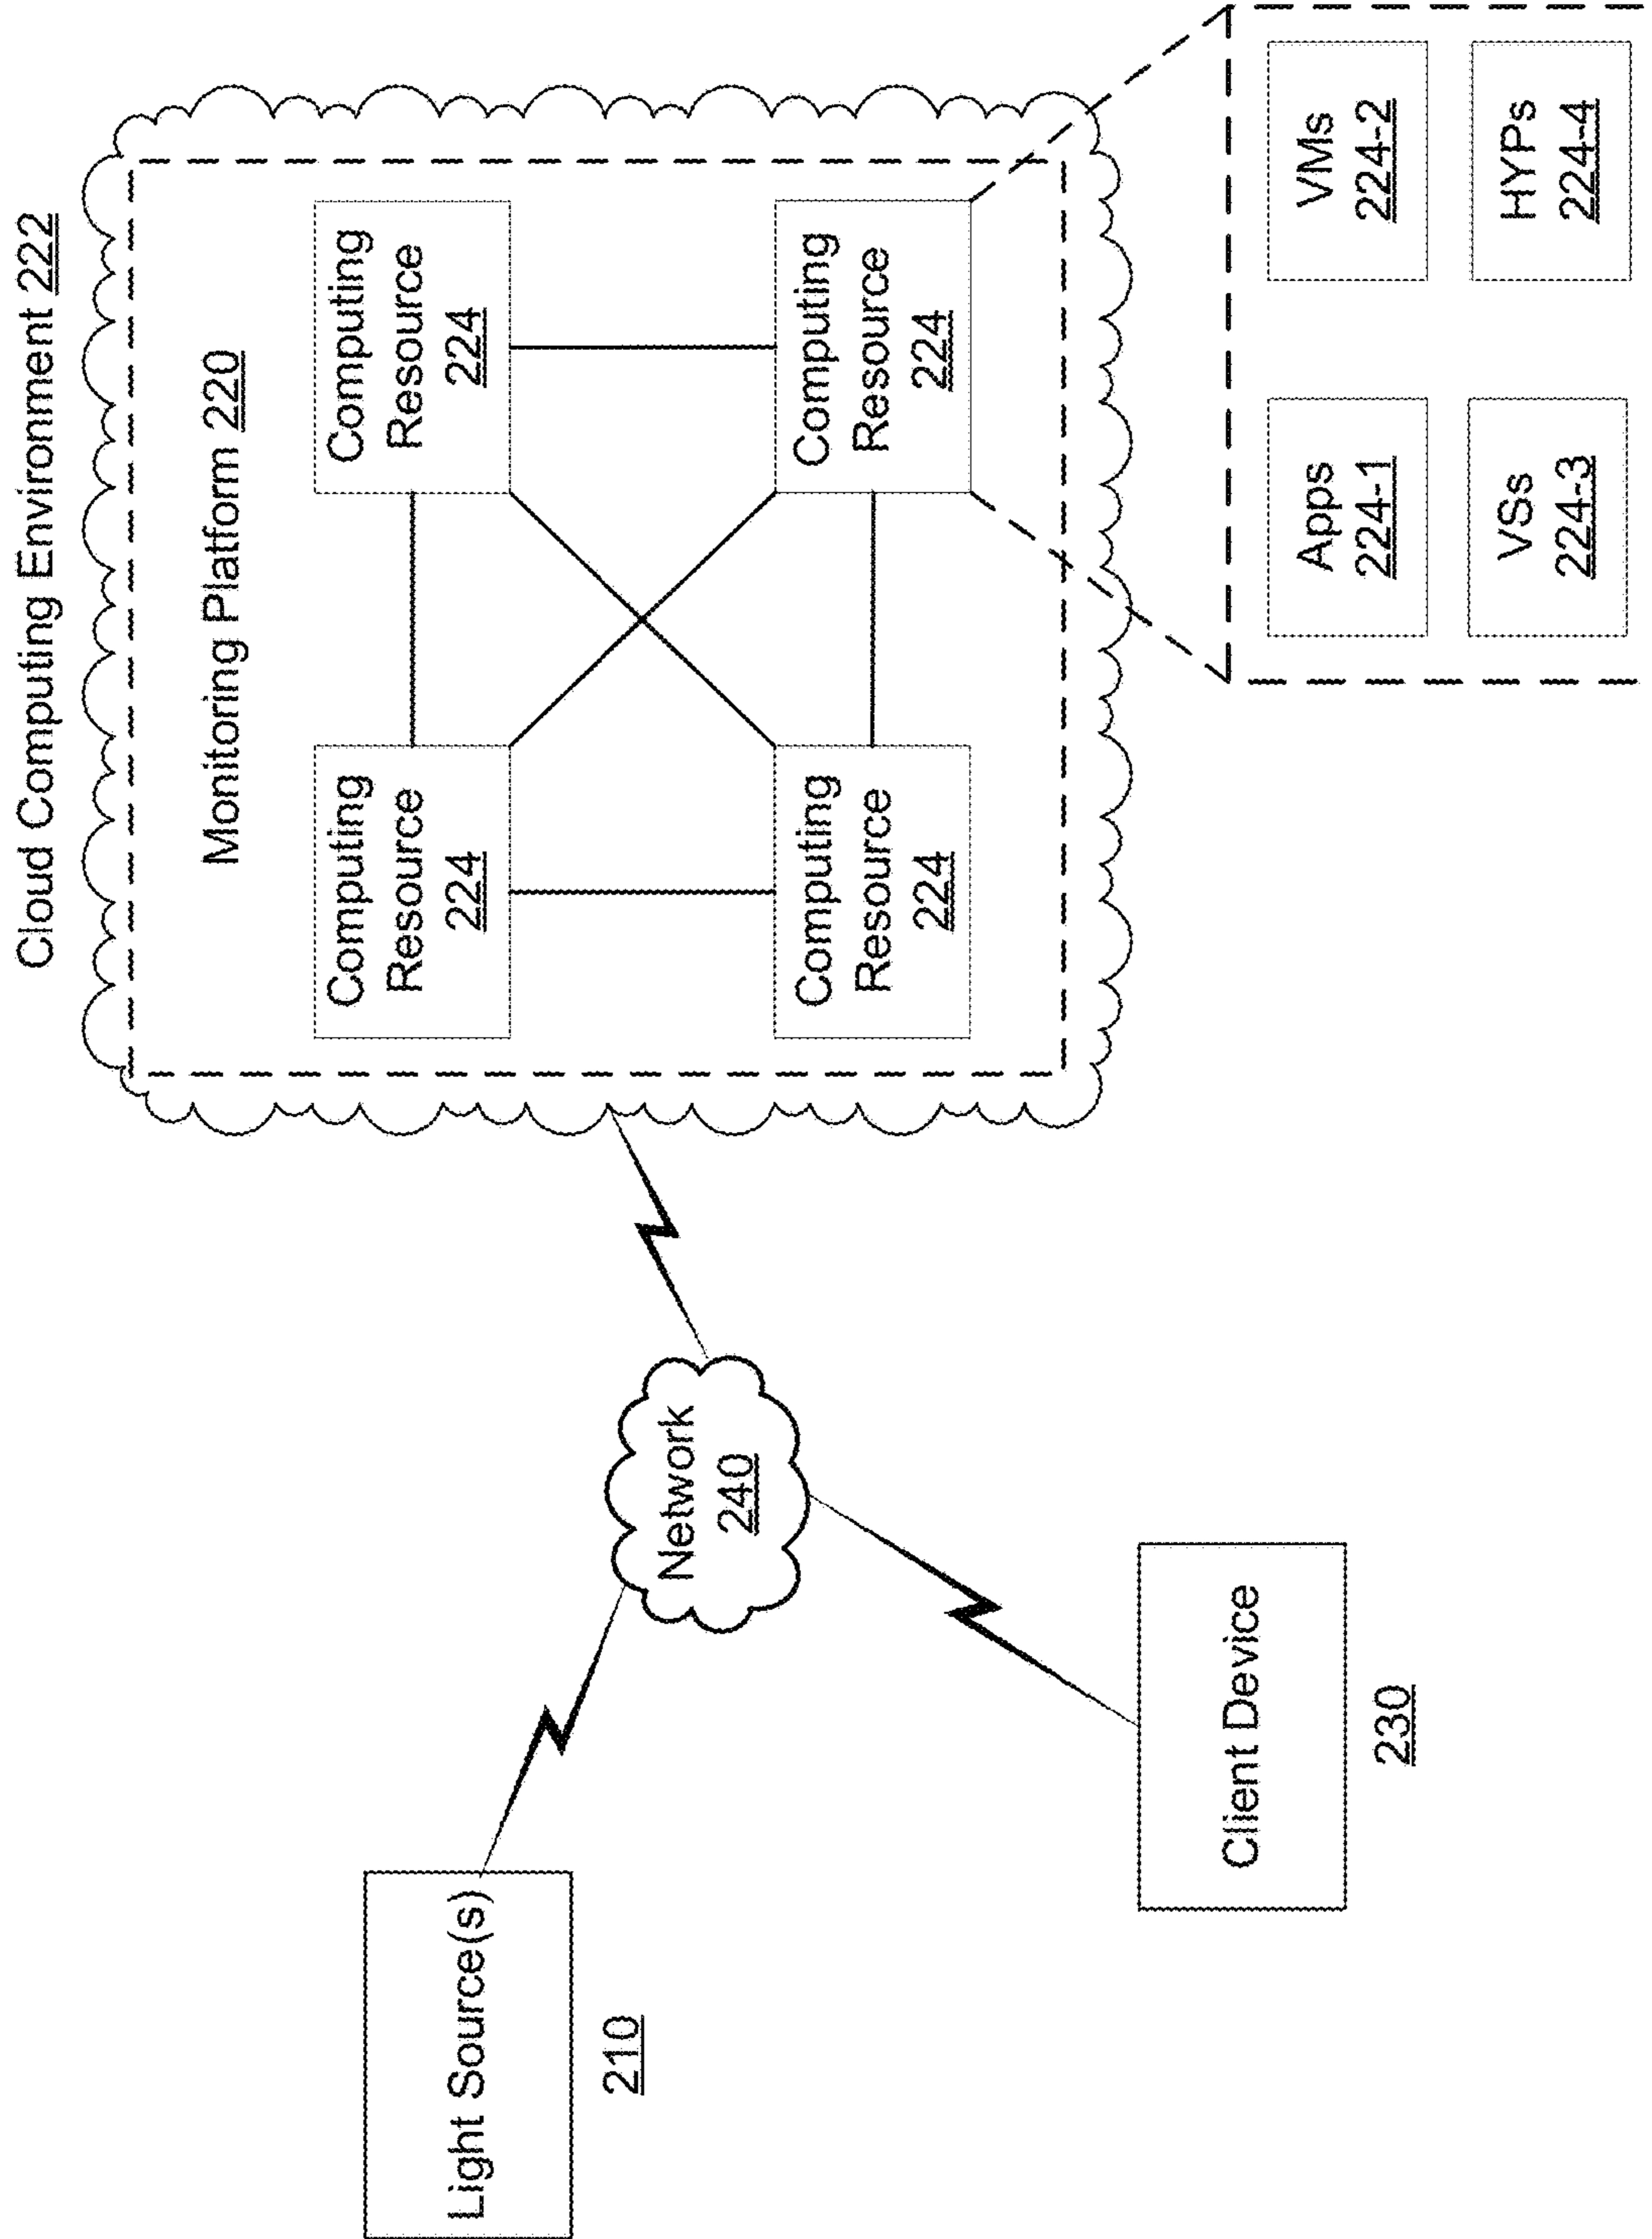 Cloud Computing Environment 222
Monitoring Platform 220
Computing
Resource
224
Computing
Resource
224
Computing
Resource
224
Computing
Resource
224
Light Source(s)
210
Network
240
Client Device
230
Apps
224-1
VMs
224-2
VSs
224-3
HYPs
224-4